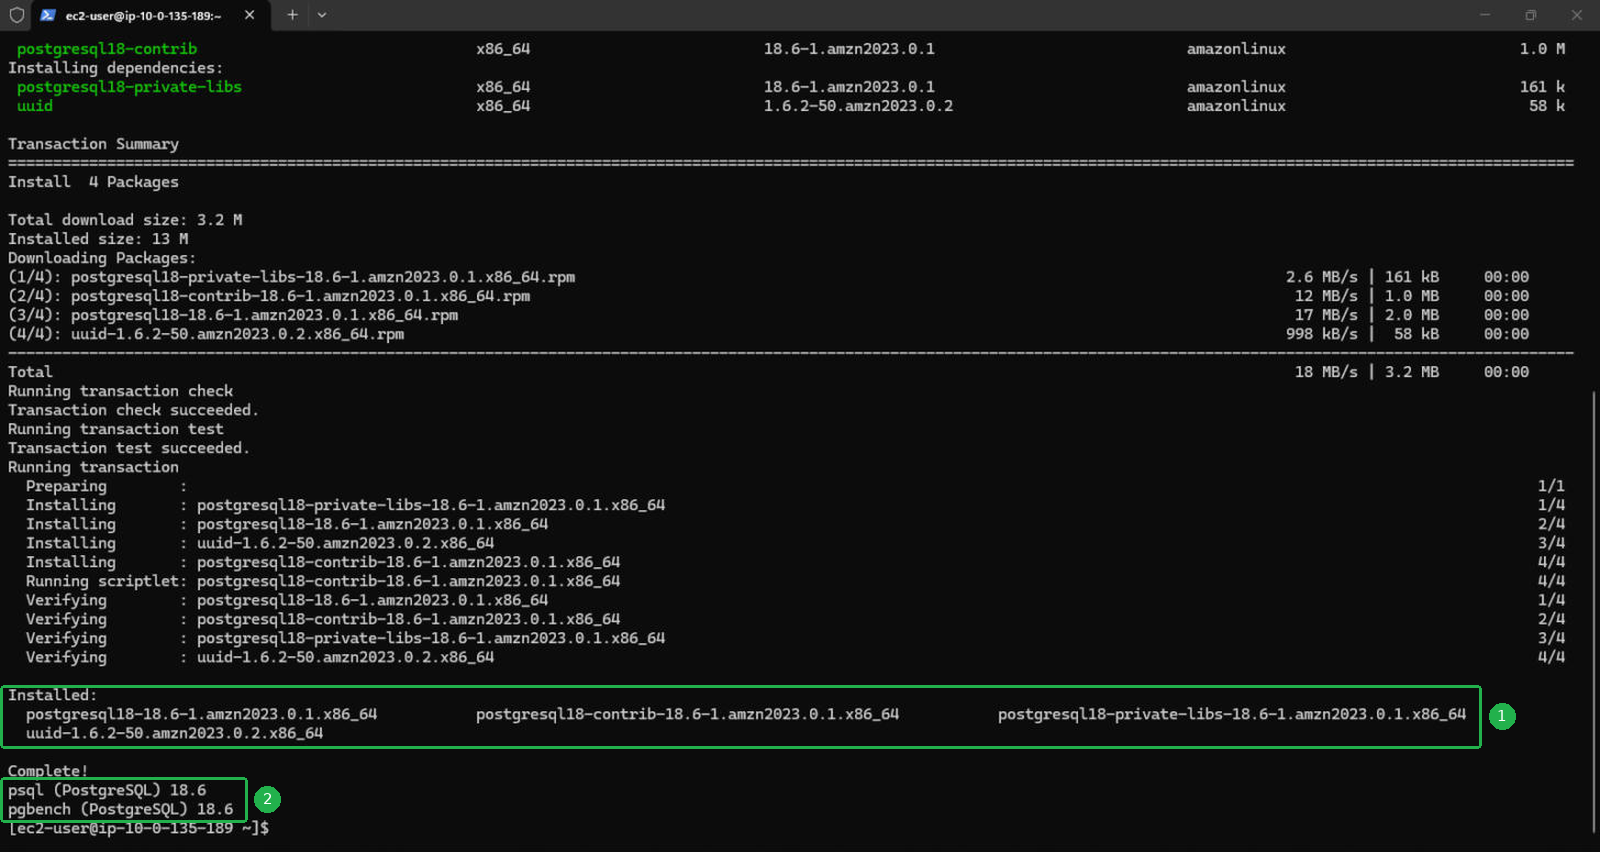 ec2-user@ip-10-0-135-189:~
postgresql18-contrib x86_64 18.6-1.amzn2023.0.1 amazonlinux 1.0 M
Installing dependencies:
postgresql18-private-libs x86_64 18.6-1.amzn2023.0.1 amazonlinux 161 k
uuid x86_64 1.6.2-50.amzn2023.0.2 amazonlinux 58 k
Transaction Summary
Install 4 Packages
Total download size: 3.2 M
Installed size: 13 M
Downloading Packages:
(1/4): postgresql18-private-libs-18.6-1.amzn2023.0.1.x86_64.rpm 2.6 MB/s | 161 kB 00:00
(2/4): postgresql18-contrib-18.6-1.amzn2023.0.1.x86_64.rpm 12 MB/s | 1.0 MB 00:00
(3/4): postgresql18-18.6-1.amzn2023.0.1.x86_64.rpm 17 MB/s | 2.0 MB 00:00
(4/4): uuid-1.6.2-50.amzn2023.0.2.x86_64.rpm 998 kB/s | 58 kB 00:00
Total 18 MB/s | 3.2 MB 00:00
Running transaction check
Transaction check succeeded.
Running transaction test
Transaction test succeeded.
Running transaction
Preparing : 1/1
Installing : postgresql18-private-libs-18.6-1.amzn2023.0.1.x86_64 1/4
Installing : postgresql18-18.6-1.amzn2023.0.1.x86_64 2/4
Installing : uuid-1.6.2-50.amzn2023.0.2.x86_64 3/4
Installing : postgresql18-contrib-18.6-1.amzn2023.0.1.x86_64 4/4
Running scriptlet: postgresql18-contrib-18.6-1.amzn2023.0.1.x86_64 4/4
Verifying : postgresql18-18.6-1.amzn2023.0.1.x86_64 1/4
Verifying : postgresql18-contrib-18.6-1.amzn2023.0.1.x86_64 2/4
Verifying : postgresql18-private-libs-18.6-1.amzn2023.0.1.x86_64 3/4
Verifying : uuid-1.6.2-50.amzn2023.0.2.x86_64 4/4
Installed:
postgresql18-18.6-1.amzn2023.0.1.x86_64 postgresql18-contrib-18.6-1.amzn2023.0.1.x86_64 postgresql18-private-libs-18.6-1.amzn2023.0.1.x86_64 1
uuid-1.6.2-50.amzn2023.0.2.x86_64
Complete!
psql (PostgreSQL) 18.6 2
pgbench (PostgreSQL) 18.6
[ec2-user@ip-10-0-135-189 ~]$